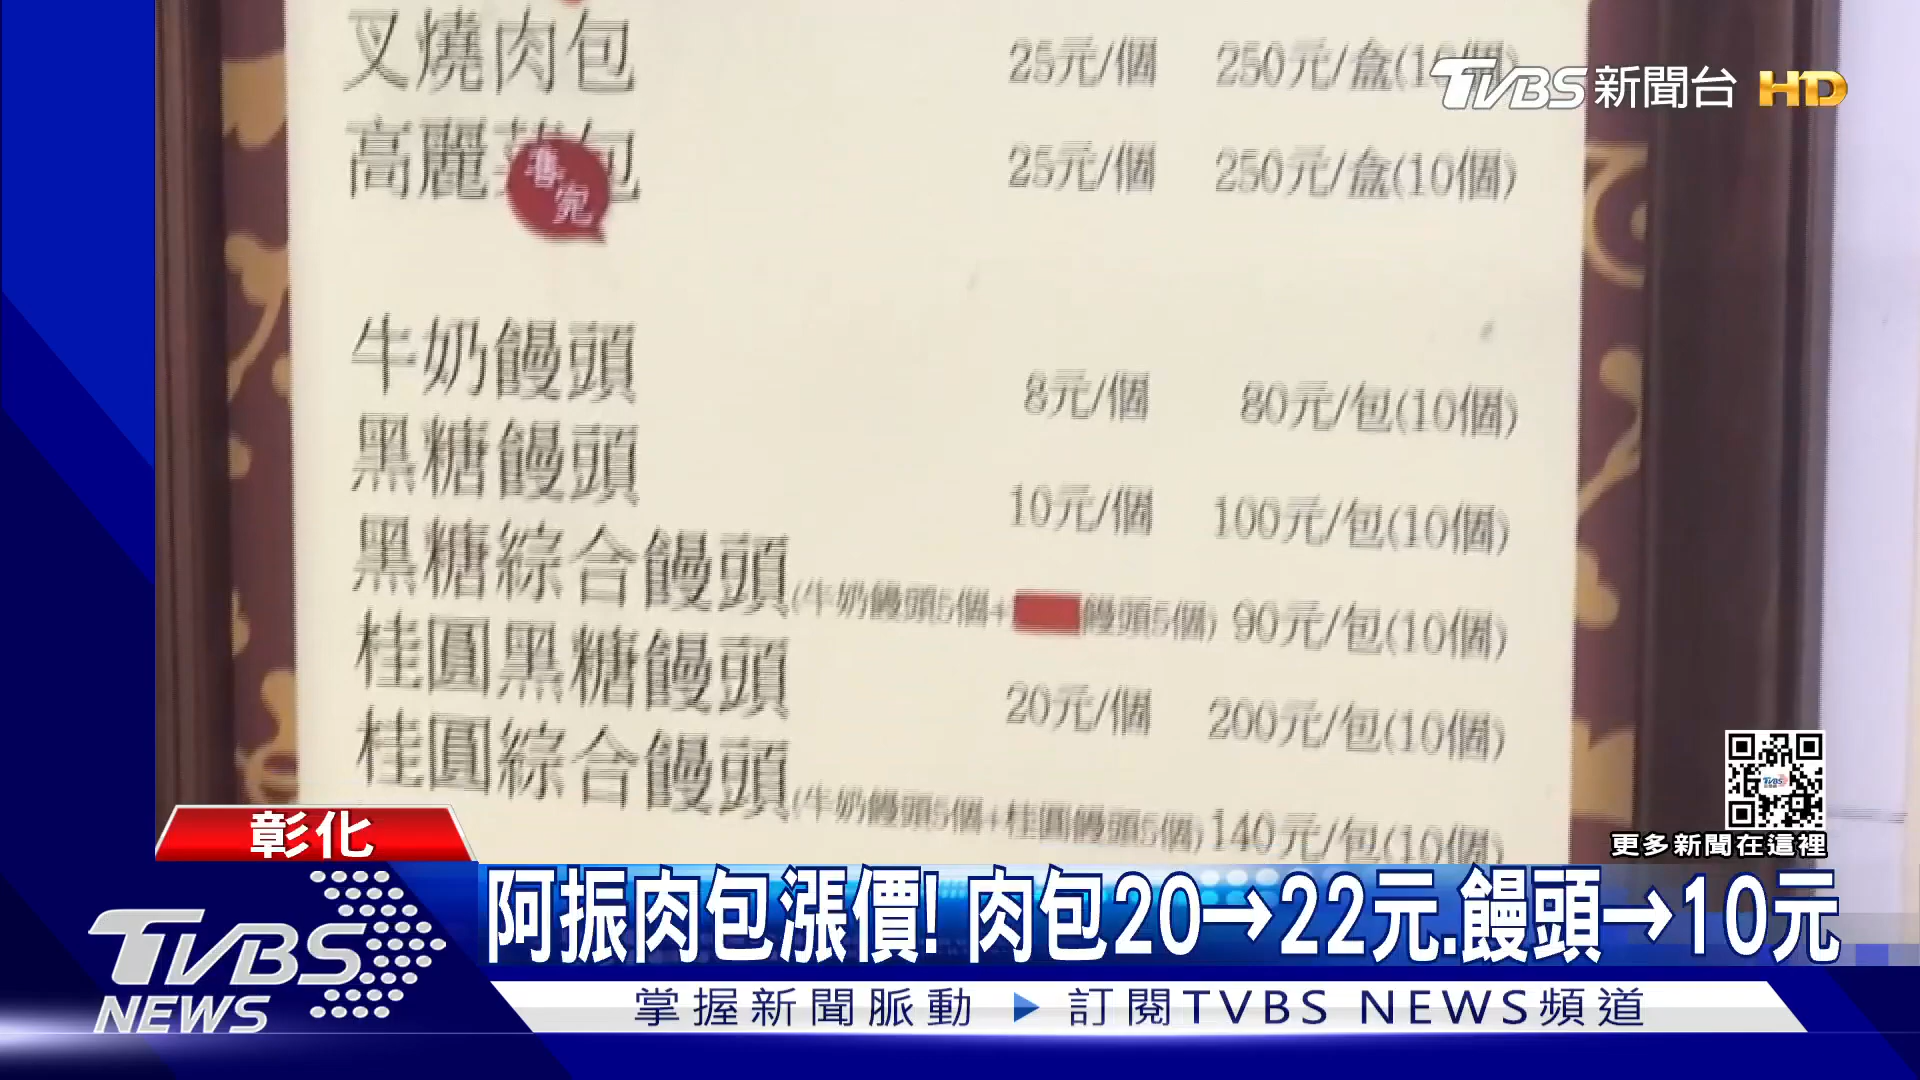 叉燒肉包 25元/個 250元/盒(10個)
TVBS新聞台 HD
高麗菜包 25元/個 250元/盒(10個)
售完
牛奶饅頭 8元/個 80元/包(10個)
黑糖饅頭 10元/個 100元/包(10個)
黑糖綜合饅頭(牛奶饅頭5個+饅頭5個) 90元/包(10個)
桂圓黑糖饅頭 20元/個 200元/包(10個)
桂圓綜合饅頭(牛奶饅頭5個+桂圓饅頭5個) 140元/包(10個)
TVBS
更多新聞在這裡
彰化
阿振肉包漲價! 肉包20→22元.饅頭→10元
TVBS NEWS
掌握新聞脈動 ▶ 訂閱TVBS NEWS頻道